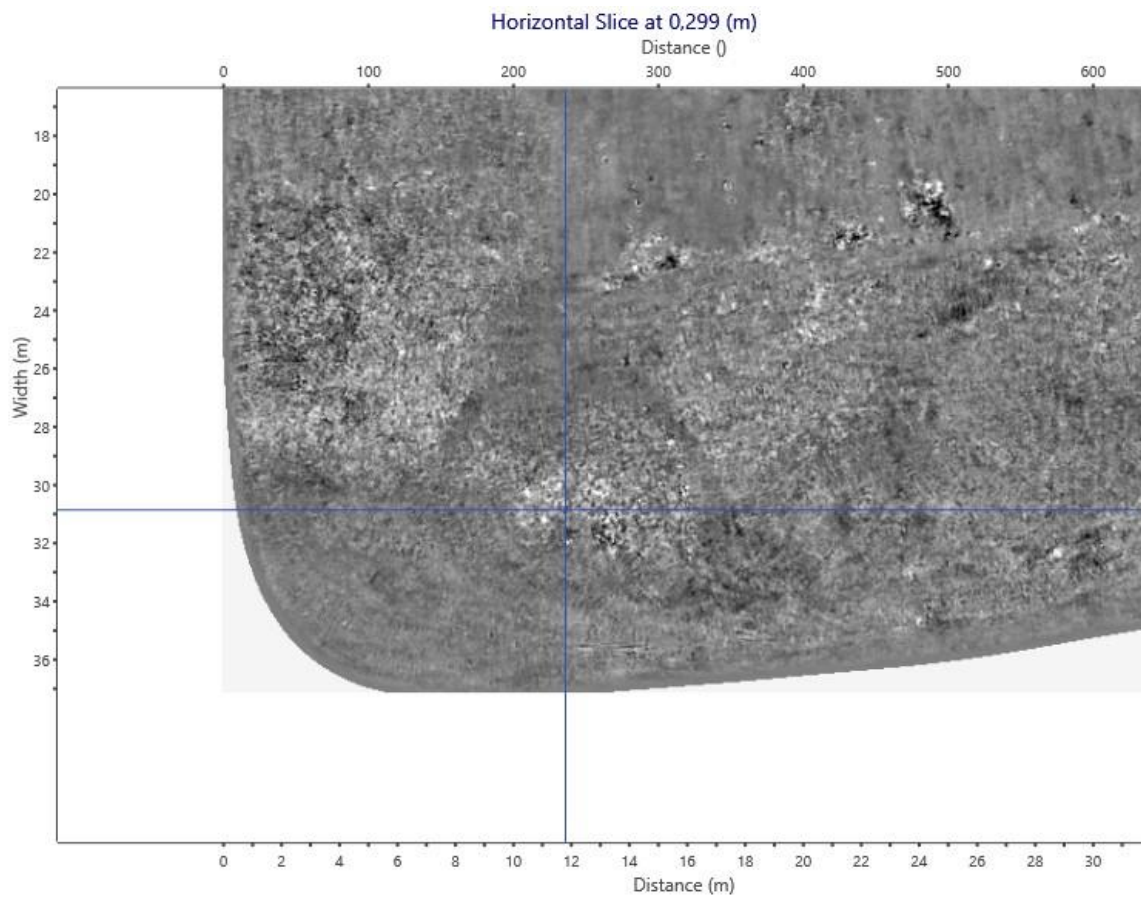 Horizontal Slice at 0,299 (m)
Distance ()
0 100 200 300 400 500 600
18
20
22
24
26
28
30
32
34
36
Width (m)
0 2 4 6 8 10 12 14 16 18 20 22 24 26 28 30
Distance (m)